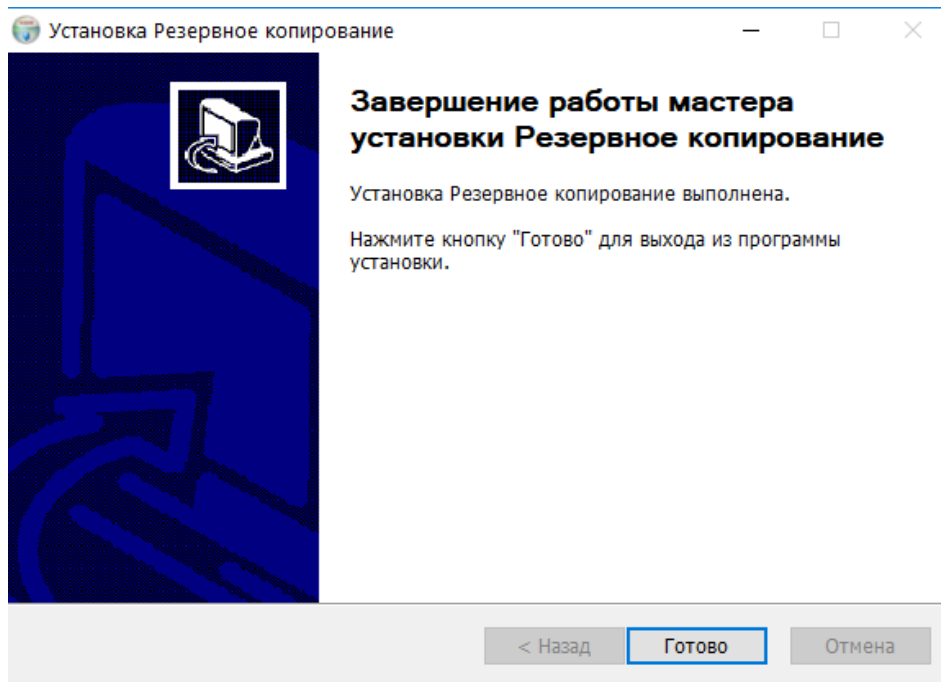 Установка Резервное копирование
Завершение работы мастера
установки Резервное копирование
Установка Резервное копирование выполнена.
Нажмите кнопку "Готово" для выхода из программы
установки.
< Назад
Готово
Отмена